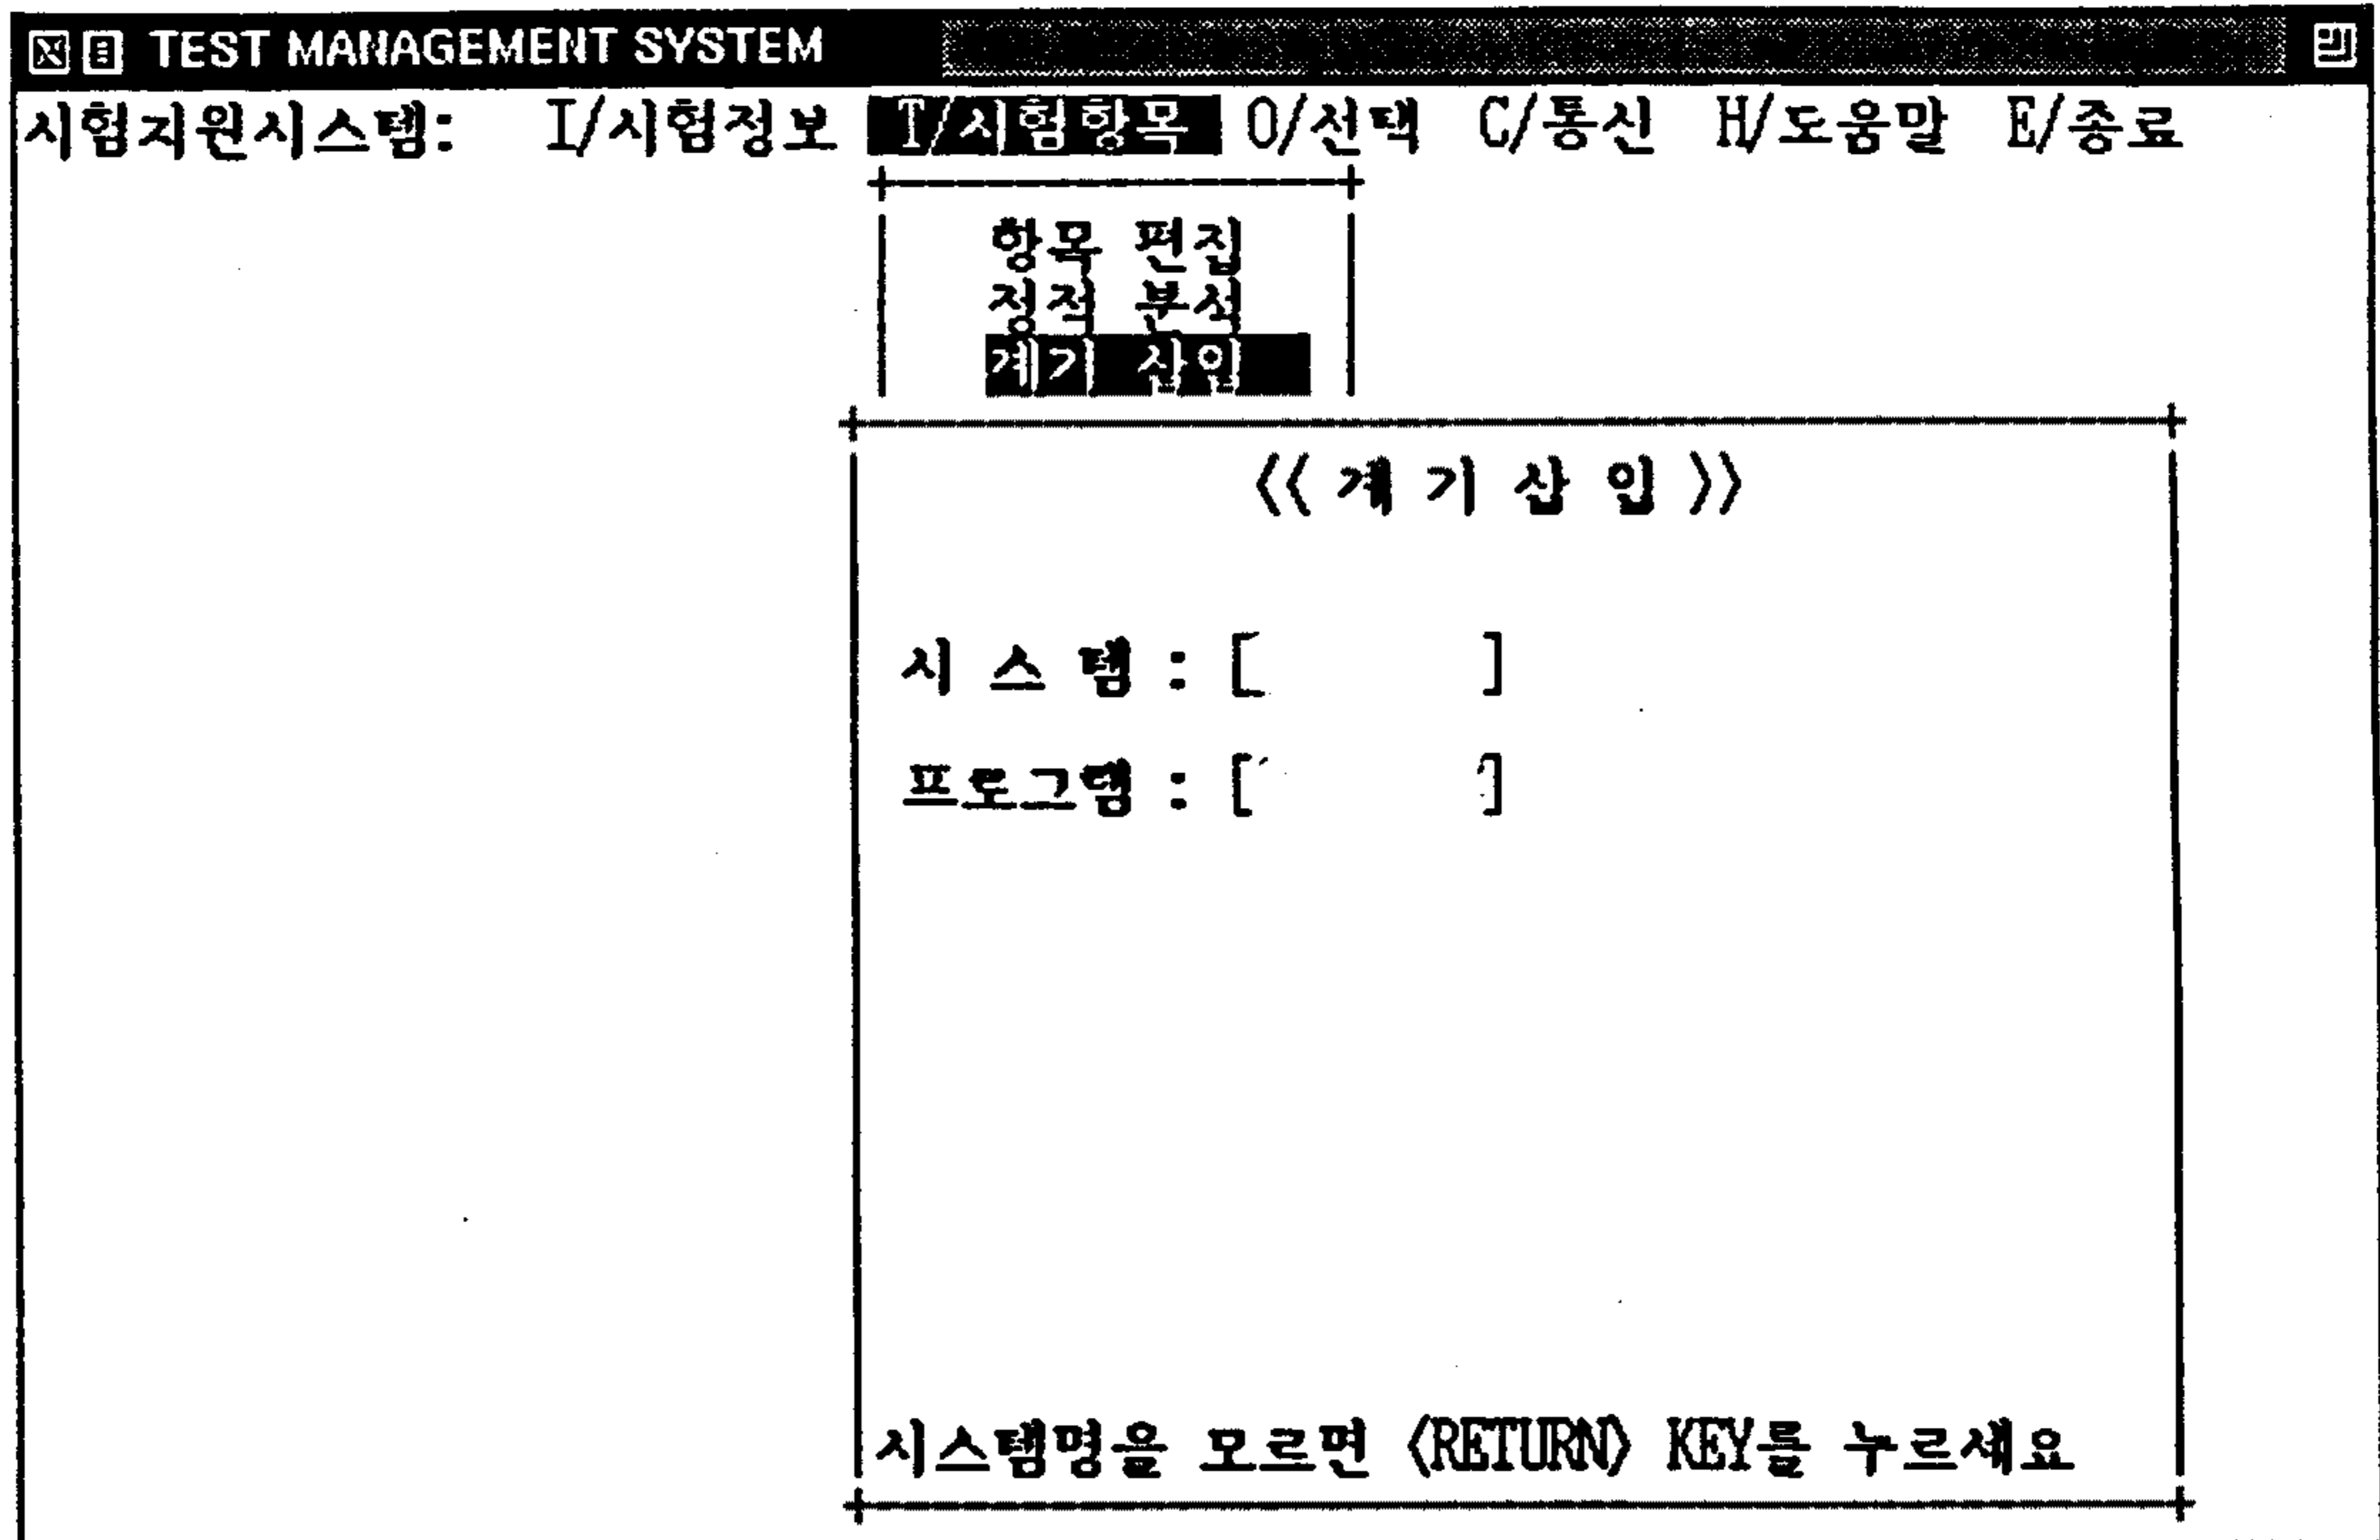 TEST MANAGEMENT SYSTEM
시험지원시스템: I/시험정보 T/시험항목 O/선택 C/통신 H/도움말 E/종료
항목 편집
정적 분석
계기 삽입
<< 계 기 삽 입 >>
시 스 템 : [ ]
프로그램 : [ ]
시스템명을 모르면 <RETURN> KEY를 누르세요